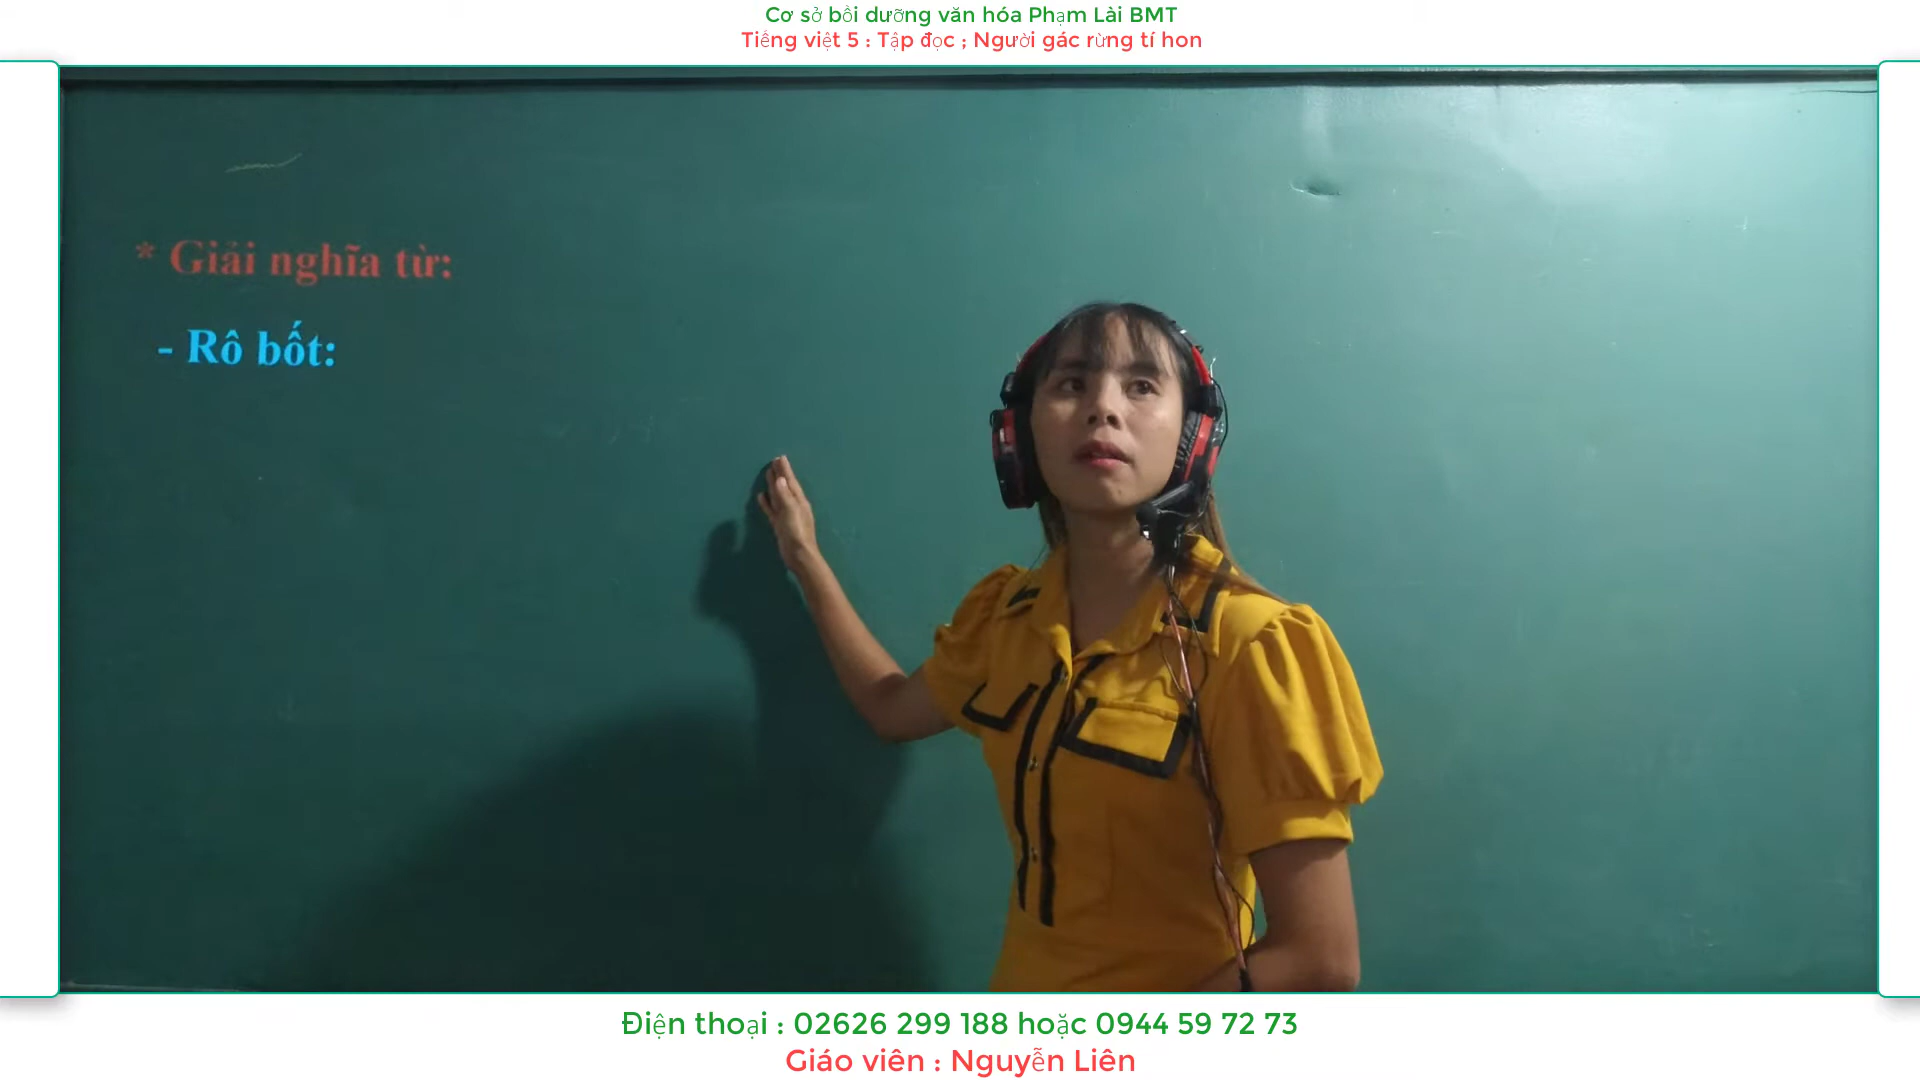 Cơ sở bồi dưỡng văn hóa Phạm Lài BMT
Tiếng việt 5 : Tập đọc ; Người gác rừng tí hon
* Giải nghĩa từ:
- Rô bốt:
Điện thoại : 02626 299 188 hoặc 0944 59 72 73
Giáo viên : Nguyễn Liên